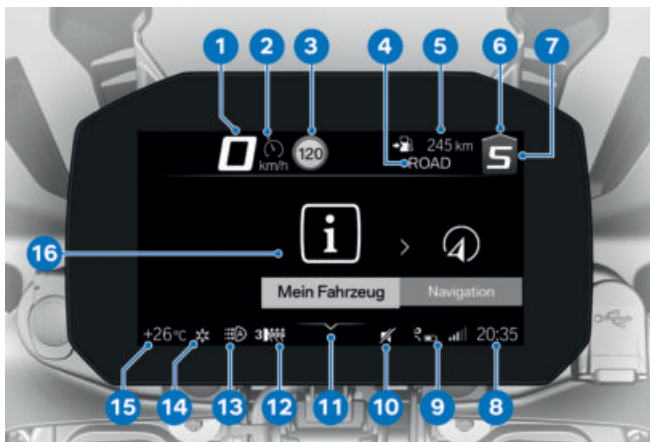 1 2 3 4 5 6 7
0 km/h 120 245 km
ROAD S
16 i
Mein Fahrzeug Navigation
+26°C A 3 20:35
15 14 13 12 11 10 9 8